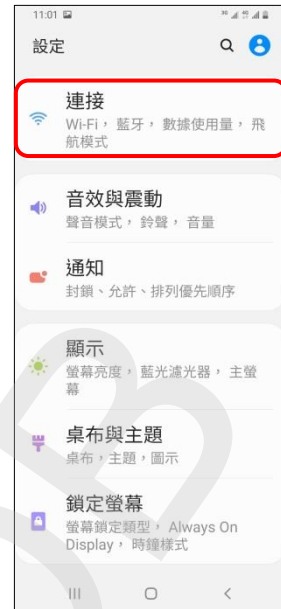 11:01
設定
連接
Wi-Fi， 藍牙， 數據使用量， 飛
航模式
音效與震動
聲音模式， 鈴聲， 音量
通知
封鎖、允許、排列優先順序
顯示
螢幕亮度， 藍光濾光器， 主螢
幕
桌布與主題
桌布，主題，圖示
鎖定螢幕
螢幕鎖定類型， Always On
Display， 時鐘樣式